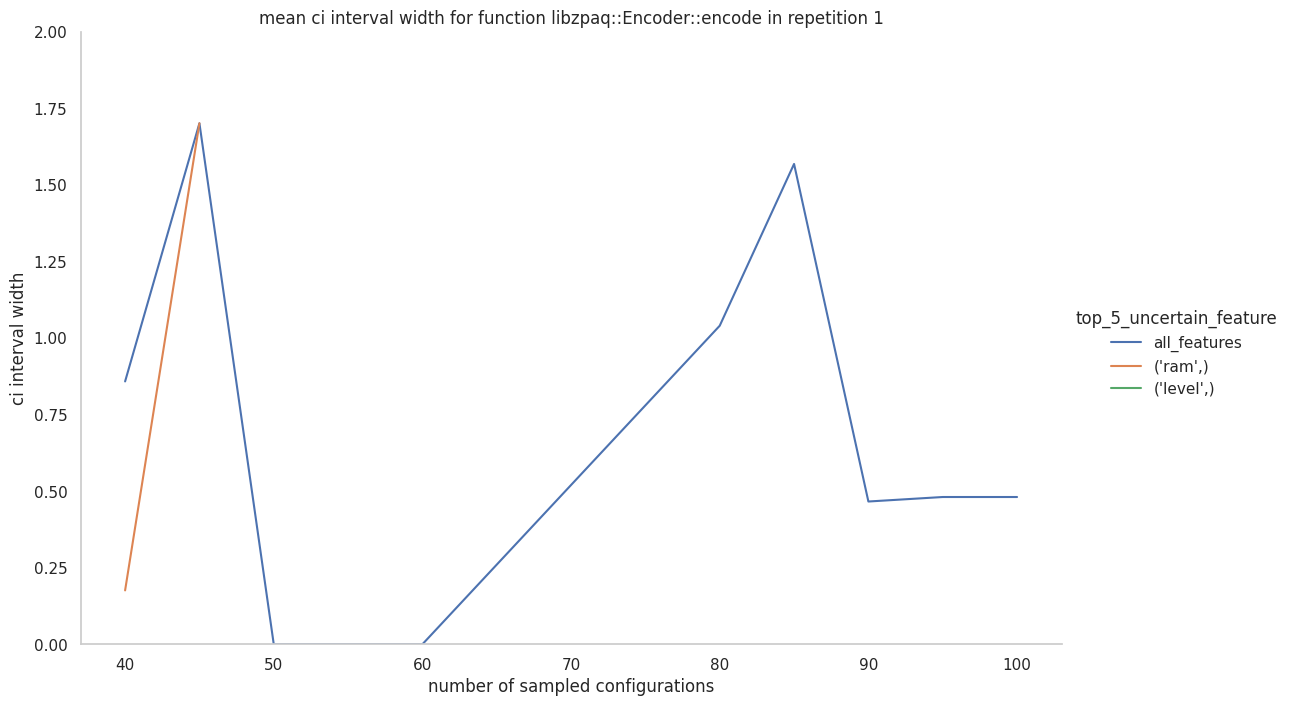 mean ci interval width for function libzpaq::Encoder::encode in repetition 1
2.00
1.75
1.50
1.25
1.00
0.75
0.50
0.25
0.00
ci interval width
40 50 60 70 80 90 100
number of sampled configurations
top_5_uncertain_feature
all_features
('ram',)
('level',)